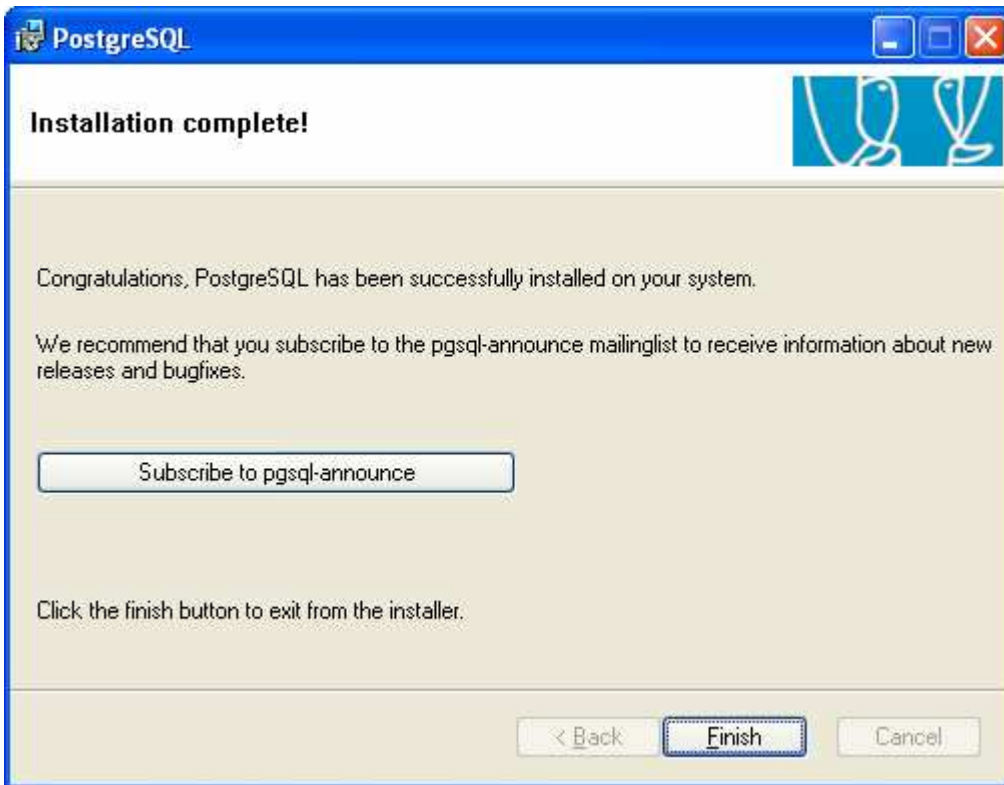 PostgreSQL
Installation complete!
Congratulations, PostgreSQL has been successfully installed on your system.
We recommend that you subscribe to the pgsql-announce mailinglist to receive information about new
releases and bugfixes.
Subscribe to pgsql-announce
Click the finish button to exit from the installer.
< Back
Finish
Cancel